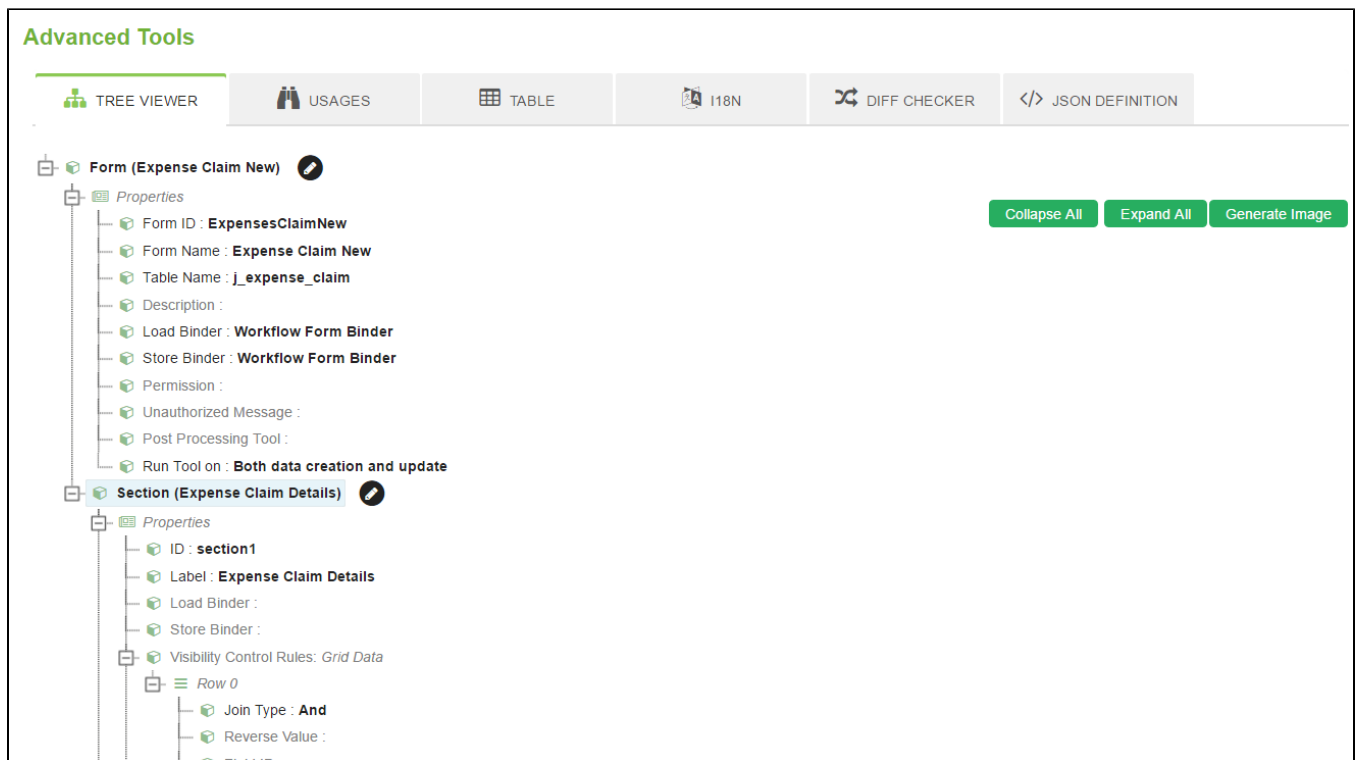 Advanced Tools
TREE VIEWER USAGES TABLE I18N DIFF CHECKER </> JSON DEFINITION
Form (Expense Claim New)
Properties
Collapse All Expand All Generate Image
Form ID : ExpensesClaimNew
Form Name : Expense Claim New
Table Name : j_expense_claim
Description :
Load Binder : Workflow Form Binder
Store Binder : Workflow Form Binder
Permission :
Unauthorized Message :
Post Processing Tool :
Run Tool on : Both data creation and update
Section (Expense Claim Details)
Properties
ID : section1
Label : Expense Claim Details
Load Binder :
Store Binder :
Visibility Control Rules: Grid Data
Row 0
Join Type : And
Reverse Value :